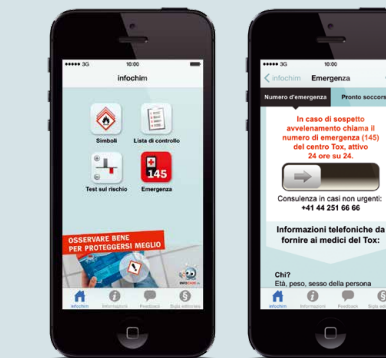 3G 10:00
infochim
Simboli
Lista di controllo
Test sul rischio
145
Emergenza
OSSERVARE BENE
PER PROTEGGERSI MEGLIO
infochim
Informazioni
Feedback
3G 10:00
infochim
Emergenza
Numero d'emergenza
Pronto soccors
In caso di sospetto
avvelenamento chiama il
numero di emergenza (145)
del centro Tox, attivo
24 ore su 24.
Consulenza in casi non urgenti:
+41 44 251 66 66
Informazioni telefoniche da
fornire ai medici del Tox:
Chi?
Età, peso, sesso della persona
infochim
Informazioni
Feedback